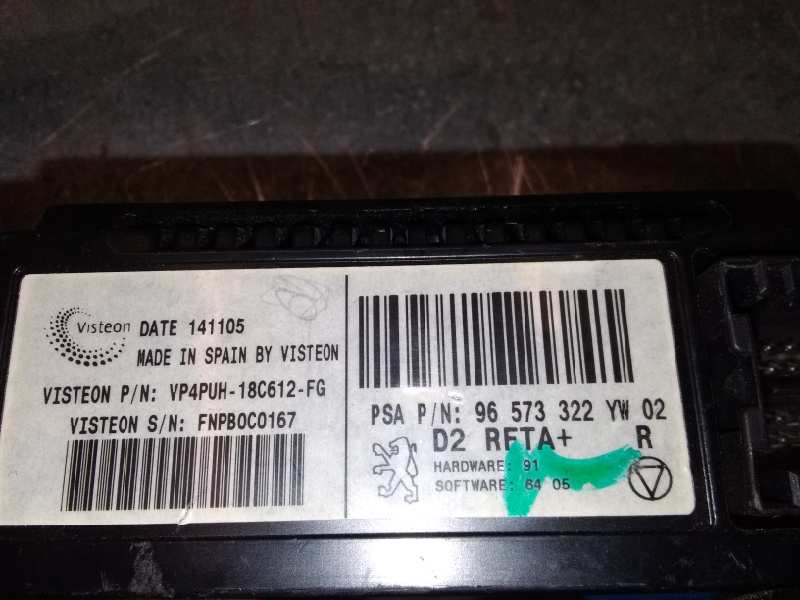 Visteon DATE 141105
MADE IN SPAIN BY VISTEON
VISTEON P/N: VP4PUH-18C612-FG
VISTEON S/N: FNPB0C0167
PSA P/N: 96 573 322 YW 02
D2 RETA+ R
HARDWARE: 91
SOFTWARE: 64 05